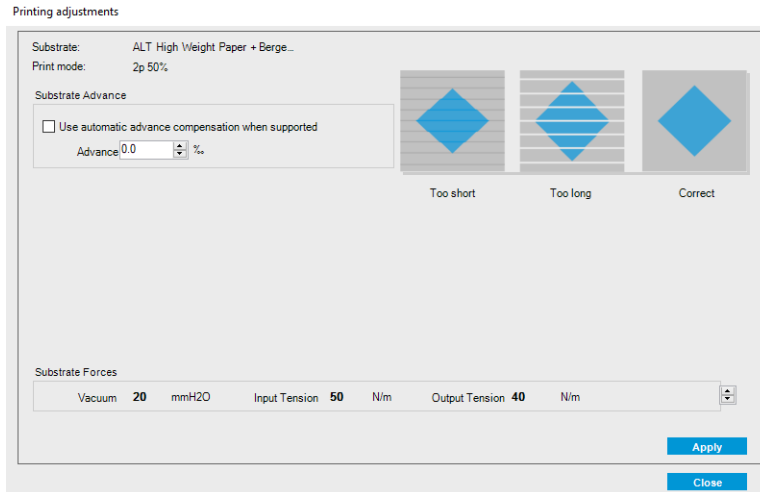 Printing adjustments
Substrate: ALT High Weight Paper + Berge...
Print mode: 2p 50%
Substrate Advance
Use automatic advance compensation when supported
Advance 0.0 ‰
Too short Too long Correct
Substrate Forces
Vacuum 20 mmH2O Input Tension 50 N/m Output Tension 40 N/m
Apply
Close